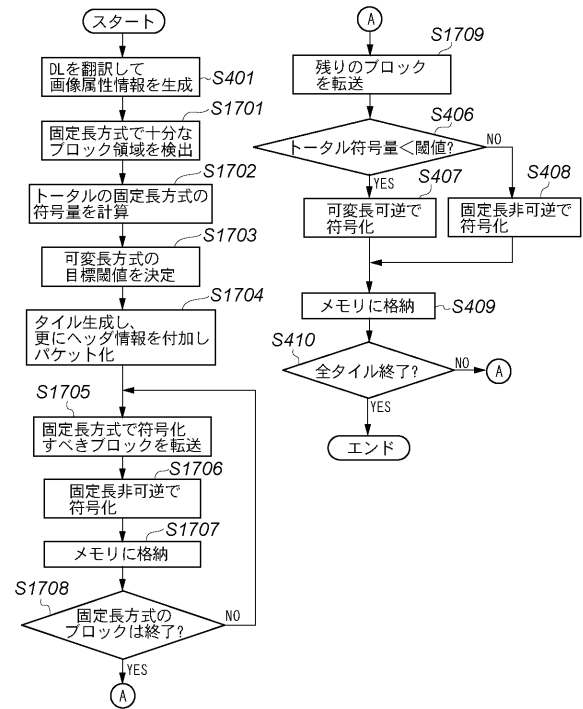 スタート
DLを翻訳して
画像属性情報を生成
S401
S1701
固定長方式で十分な
ブロック領域を検出
S1702
トータルの固定長方式の
符号量を計算
S1703
可変長方式の
目標閾値を決定
S1704
タイル生成し、
更にヘッダ情報を付加し
パケット化
S1705
固定長方式で符号化
すべきブロックを転送
S1706
固定長非可逆で
符号化
S1707
メモリに格納
S1708
固定長方式の
ブロックは終了?
NO
YES
A
A
S1709
残りのブロック
を転送
S406
トータル符号量<閾値?
NO
YES
S407
可変長可逆で
符号化
S408
固定長非可逆で
符号化
メモリに格納
S409
S410
全タイル終了?
NO
A
YES
エンド